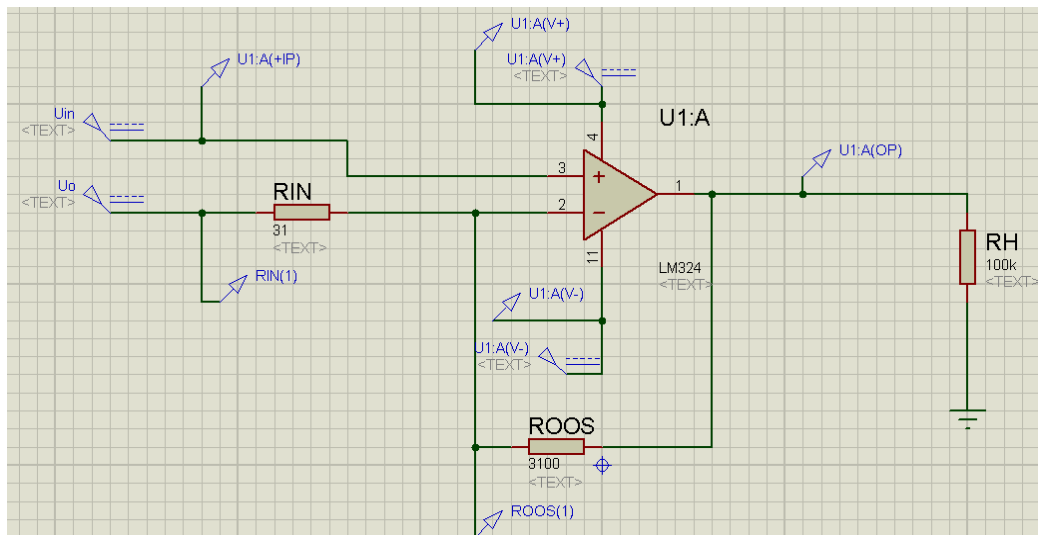 U1:A(V+)
U1:A(+IP)
U1:A(V+)
<TEXT>
Uin
<TEXT>
4
U1:A
U1:A(OP)
3
Uo
<TEXT>
RIN
2
1
31
<TEXT>
11
LM324
<TEXT>
RH
100k
<TEXT>
RIN(1)
U1:A(V-)
U1:A(V-)
<TEXT>
ROOS
3100
<TEXT>
ROOS(1)